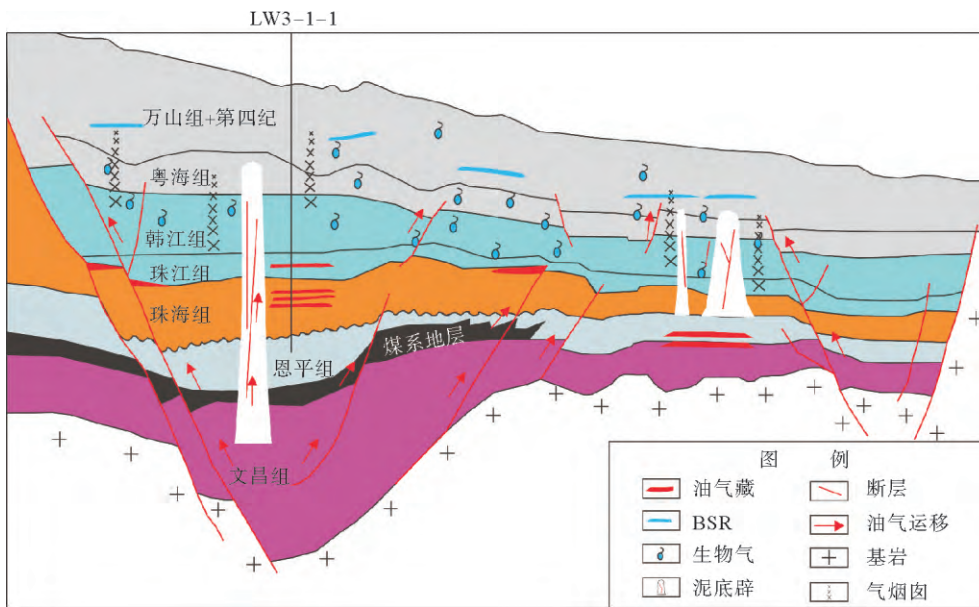 LW3-1-1
万山组+第四纪
粤海组
韩江组
珠江组
珠海组
煤系地层
恩平组
文昌组
图 例
油气藏
断层
BSR
油气运移
生物气
基岩
泥底辟
气烟囱